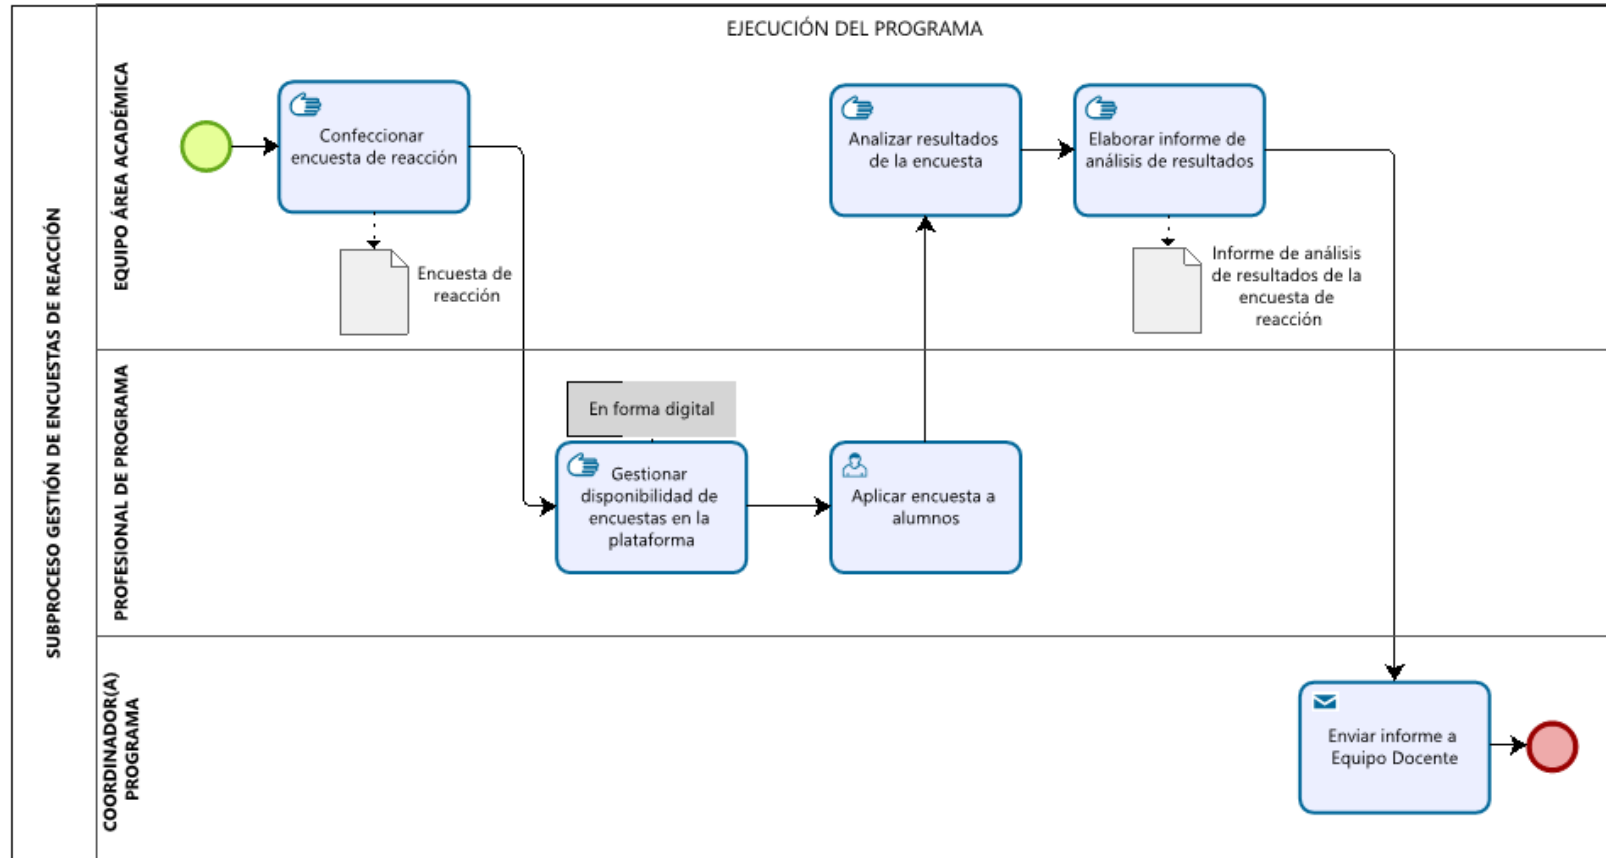 EJECUCIÓN DEL PROGRAMA
SUBPROCESO GESTIÓN DE ENCUESTAS DE REACCIÓN
EQUIPO ÁREA ACADÉMICA
Confeccionar
encuesta de reacción
Encuesta de
reacción
Analizar resultados
de la encuesta
Elaborar informe de
análisis de resultados
Informe de análisis
de resultados de la
encuesta de
reacción
PROFESIONAL DE PROGRAMA
En forma digital
Gestionar
disponibilidad de
encuestas en la
plataforma
Aplicar encuesta a
alumnos
COORDINADOR(A)
PROGRAMA
Enviar informe a
Equipo Docente